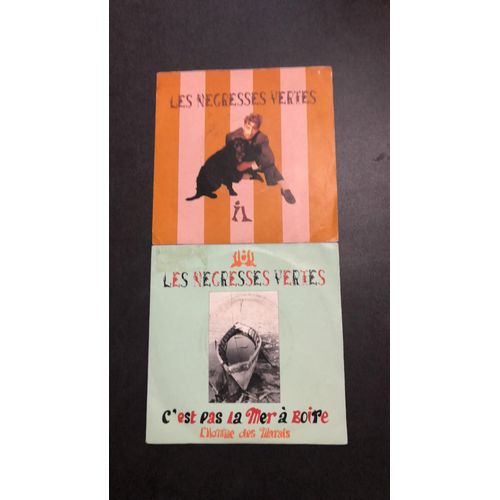 LES NEGRESSES VERTES
IL
LES NEGRESSES VERTES
C'est pas la Mer à Boire
L'Homme des Marais